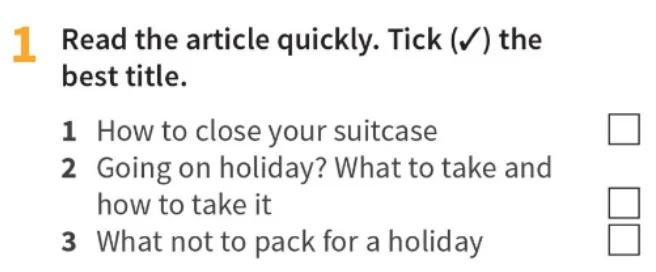 1 Read the article quickly. Tick (✓) the
best title.
1 How to close your suitcase
2 Going on holiday? What to take and
how to take it
3 What not to pack for a holiday